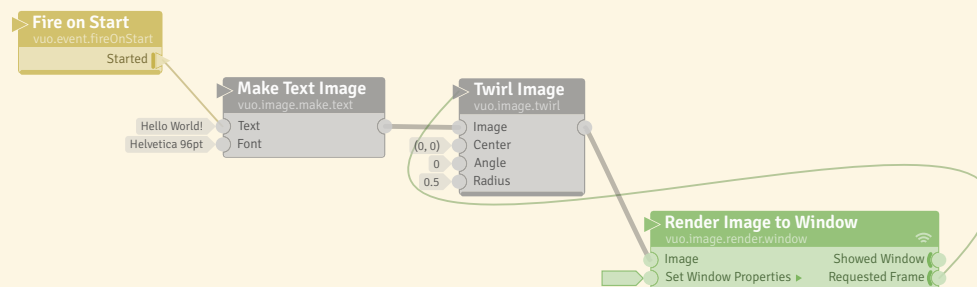 Fire on Start
vuo.event.fireOnStart
Started
Make Text Image
vuo.image.make.text
Hello World!
Text
Helvetica 96pt
Font
Twirl Image
vuo.image.twirl
Image
(0, 0)
Center
0
Angle
0.5
Radius
Render Image to Window
vuo.image.render.window
Image
Showed Window
Set Window Properties
Requested Frame